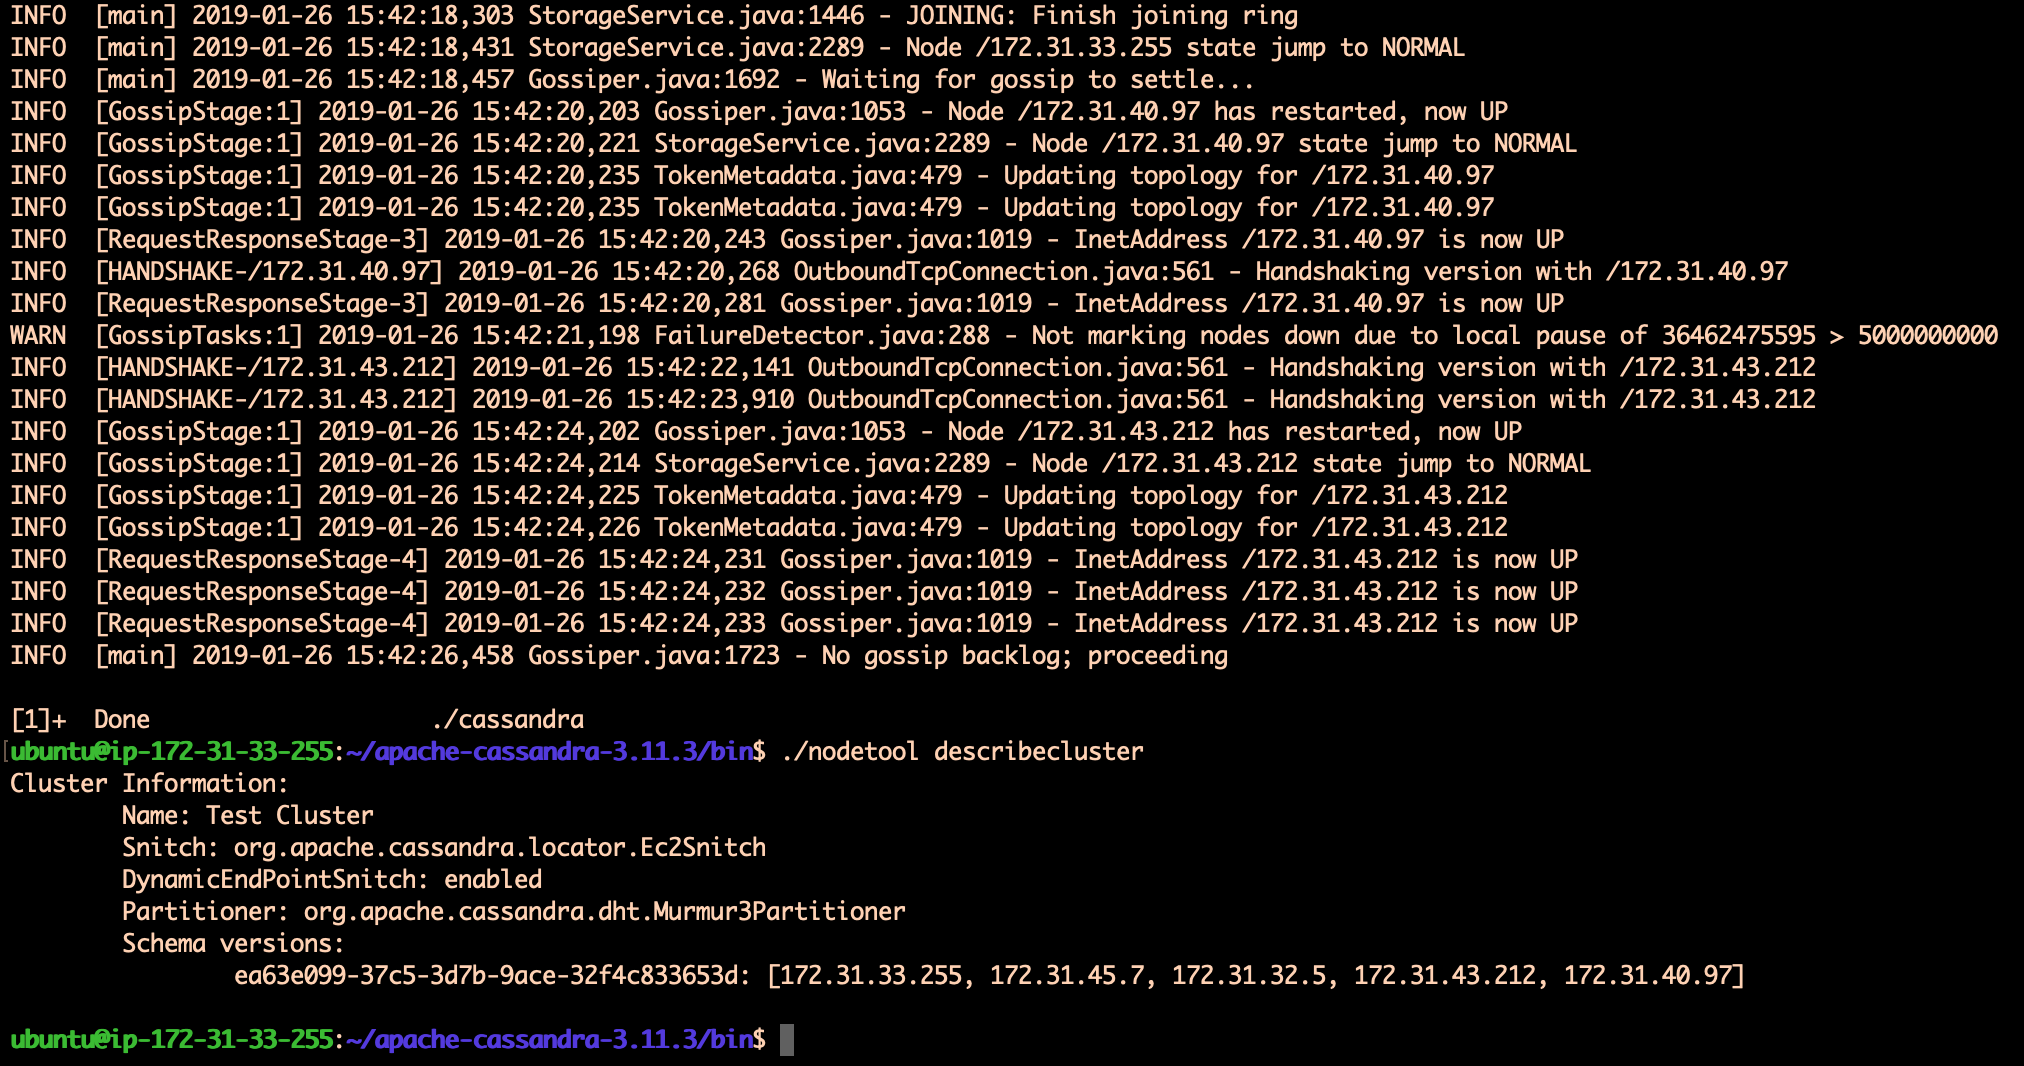 INFO  [main] 2019-01-26 15:42:18,303 StorageService.java:1446 - JOINING: Finish joining ring
INFO  [main] 2019-01-26 15:42:18,431 StorageService.java:2289 - Node /172.31.33.255 state jump to NORMAL
INFO  [main] 2019-01-26 15:42:18,457 Gossiper.java:1692 - Waiting for gossip to settle...
INFO  [GossipStage:1] 2019-01-26 15:42:20,203 Gossiper.java:1053 - Node /172.31.40.97 has restarted, now UP
INFO  [GossipStage:1] 2019-01-26 15:42:20,221 StorageService.java:2289 - Node /172.31.40.97 state jump to NORMAL
INFO  [GossipStage:1] 2019-01-26 15:42:20,235 TokenMetadata.java:479 - Updating topology for /172.31.40.97
INFO  [GossipStage:1] 2019-01-26 15:42:20,235 TokenMetadata.java:479 - Updating topology for /172.31.40.97
INFO  [RequestResponseStage-3] 2019-01-26 15:42:20,243 Gossiper.java:1019 - InetAddress /172.31.40.97 is now UP
INFO  [HANDSHAKE-/172.31.40.97] 2019-01-26 15:42:20,268 OutboundTcpConnection.java:561 - Handshaking version with /172.31.40.97
INFO  [RequestResponseStage-3] 2019-01-26 15:42:20,281 Gossiper.java:1019 - InetAddress /172.31.40.97 is now UP
WARN  [GossipTasks:1] 2019-01-26 15:42:21,198 FailureDetector.java:288 - Not marking nodes down due to local pause of 36462475595 > 5000000000
INFO  [HANDSHAKE-/172.31.43.212] 2019-01-26 15:42:22,141 OutboundTcpConnection.java:561 - Handshaking version with /172.31.43.212
INFO  [HANDSHAKE-/172.31.43.212] 2019-01-26 15:42:23,910 OutboundTcpConnection.java:561 - Handshaking version with /172.31.43.212
INFO  [GossipStage:1] 2019-01-26 15:42:24,202 Gossiper.java:1053 - Node /172.31.43.212 has restarted, now UP
INFO  [GossipStage:1] 2019-01-26 15:42:24,214 StorageService.java:2289 - Node /172.31.43.212 state jump to NORMAL
INFO  [GossipStage:1] 2019-01-26 15:42:24,225 TokenMetadata.java:479 - Updating topology for /172.31.43.212
INFO  [GossipStage:1] 2019-01-26 15:42:24,226 TokenMetadata.java:479 - Updating topology for /172.31.43.212
INFO  [RequestResponseStage-4] 2019-01-26 15:42:24,231 Gossiper.java:1019 - InetAddress /172.31.43.212 is now UP
INFO  [RequestResponseStage-4] 2019-01-26 15:42:24,232 Gossiper.java:1019 - InetAddress /172.31.43.212 is now UP
INFO  [RequestResponseStage-4] 2019-01-26 15:42:24,233 Gossiper.java:1019 - InetAddress /172.31.43.212 is now UP
INFO  [main] 2019-01-26 15:42:26,458 Gossiper.java:1723 - No gossip backlog; proceeding
[1]+  Done                    ./cassandra
ubuntu@ip-172-31-33-255:~/apache-cassandra-3.11.3/bin$ ./nodetool describecluster
Cluster Information:
        Name: Test Cluster
        Snitch: org.apache.cassandra.locator.Ec2Snitch
        DynamicEndPointSnitch: enabled
        Partitioner: org.apache.cassandra.dht.Murmur3Partitioner
        Schema versions:
                ea63e099-37c5-3d7b-9ace-32f4c833653d: [172.31.33.255, 172.31.45.7, 172.31.32.5, 172.31.43.212, 172.31.40.97]
ubuntu@ip-172-31-33-255:~/apache-cassandra-3.11.3/bin$